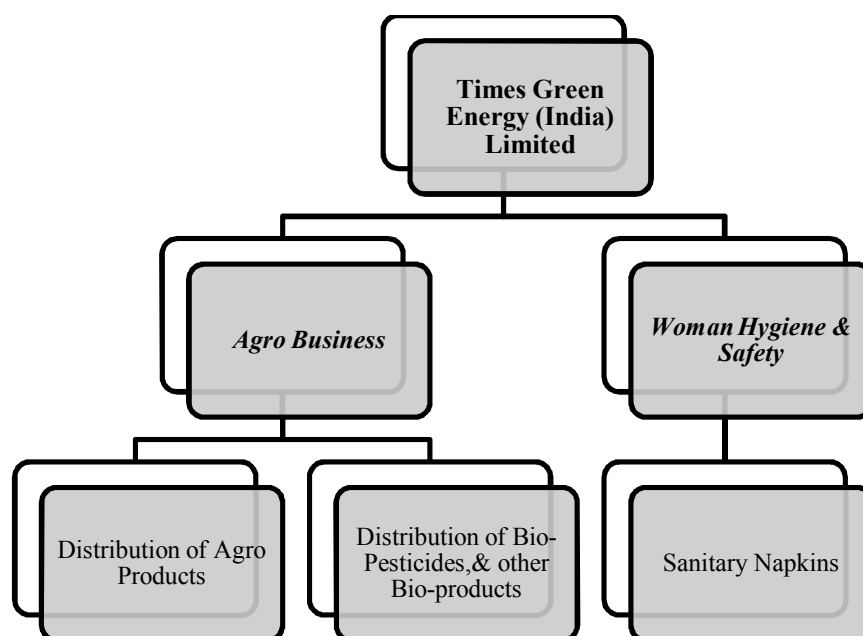 Times Green
Energy (India)
Limited
Agro Business
Woman Hygiene &
Safety
Distribution of Agro
Products
Distribution of Bio-
Pesticides,& other
Bio-products
Sanitary Napkins